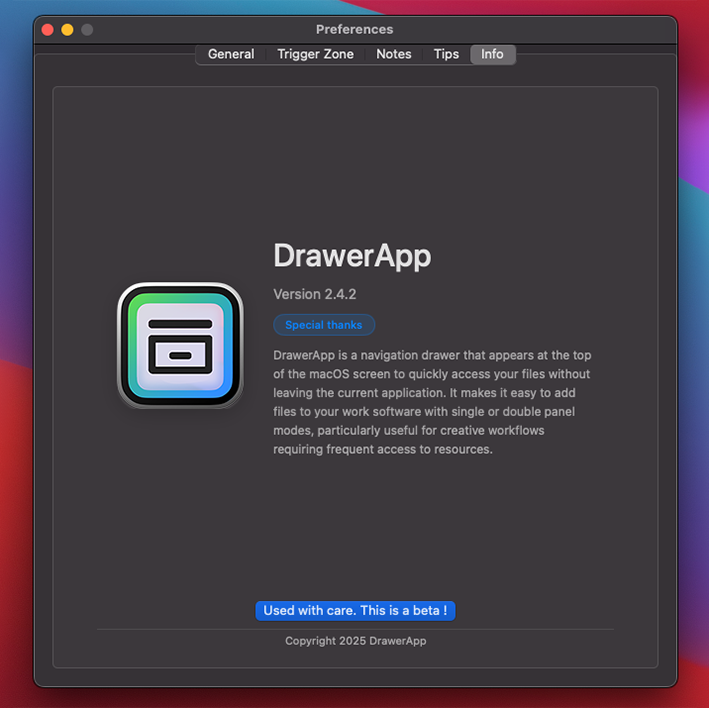 Preferences
General Trigger Zone Notes Tips Info
DrawerApp
Version 2.4.2
Special thanks
DrawerApp is a navigation drawer that appears at the top
of the macOS screen to quickly access your files without
leaving the current application. It makes it easy to add
files to your work software with single or double panel
modes, particularly useful for creative workflows
requiring frequent access to resources.
Used with care. This is a beta !
Copyright 2025 DrawerApp